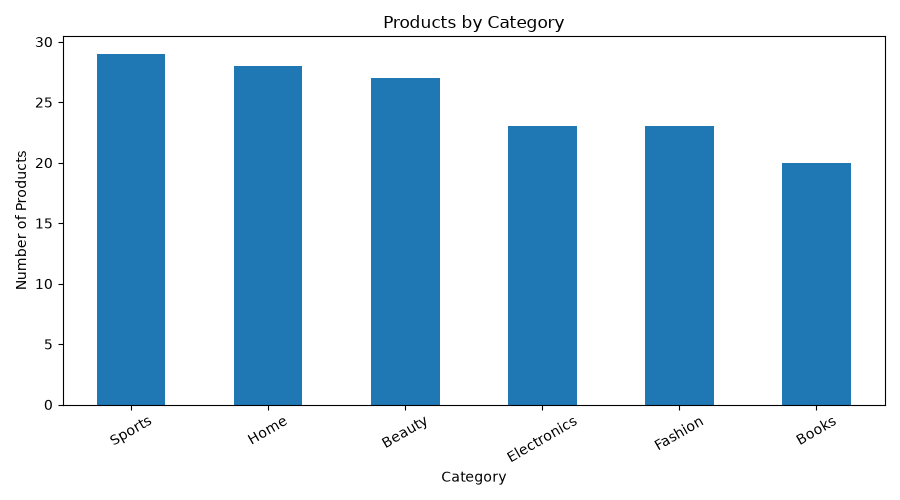 Products by Category
30
25
20
15
10
5
0
Number of Products
Sports
Home
Beauty
Electronics
Fashion
Books
Category